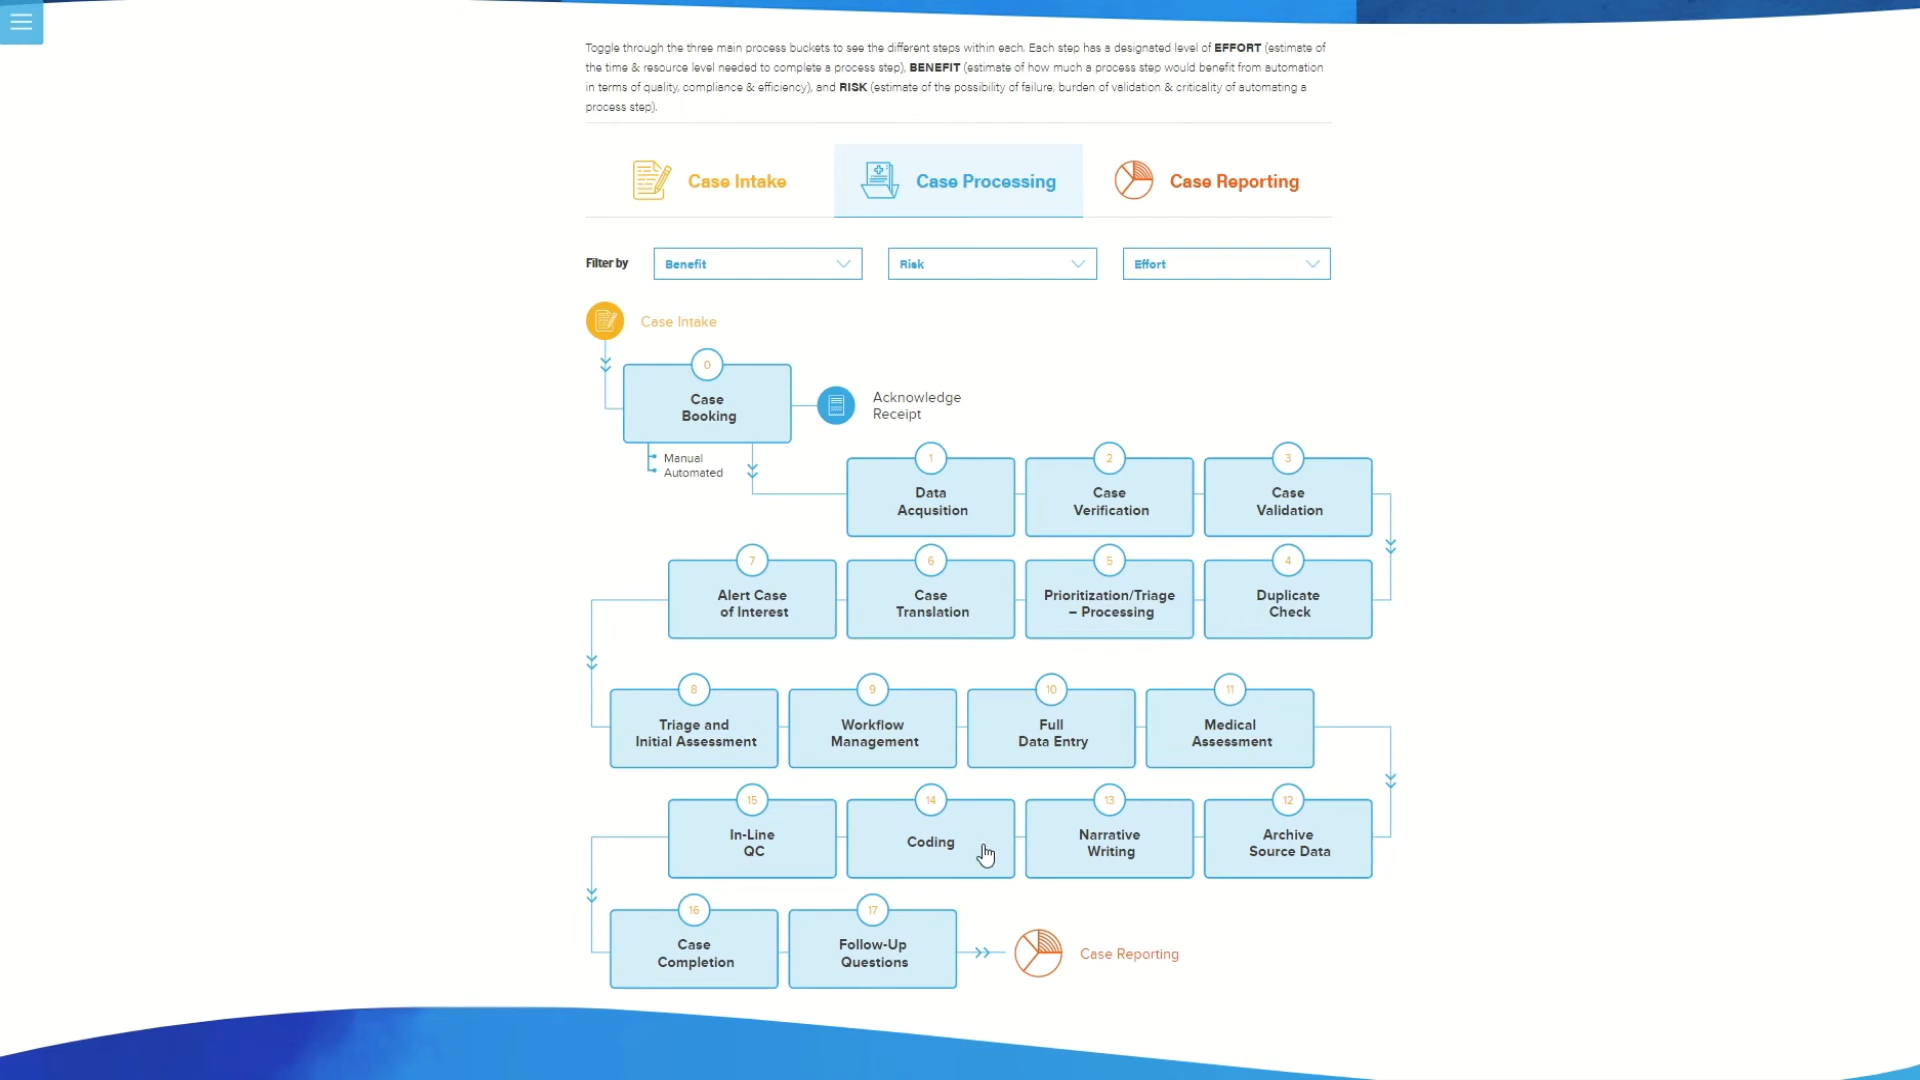 Toggle through the three main process buckets to see the different steps within each. Each step has a designated level of EFFORT (estimate of
the time & resource level needed to complete a process step), BENEFIT (estimate of how much a process step would benefit from automation
in terms of quality, compliance & efficiency), and RISK (estimate of the possibility of failure, burden of validation & criticality of automating a
process step).
Case Intake
Case Processing
Case Reporting
Filter by
Benefit
Risk
Effort
Case Intake
0
Case
Booking
Acknowledge
Receipt
Manual
Automated
1
Data
Acqusition
2
Case
Verification
3
Case
Validation
7
Alert Case
of Interest
6
Case
Translation
5
Prioritization/Triage
– Processing
4
Duplicate
Check
8
Triage and
Initial Assessment
9
Workflow
Management
10
Full
Data Entry
11
Medical
Assessment
15
In-Line
QC
14
Coding
13
Narrative
Writing
12
Archive
Source Data
16
Case
Completion
17
Follow-Up
Questions
Case Reporting